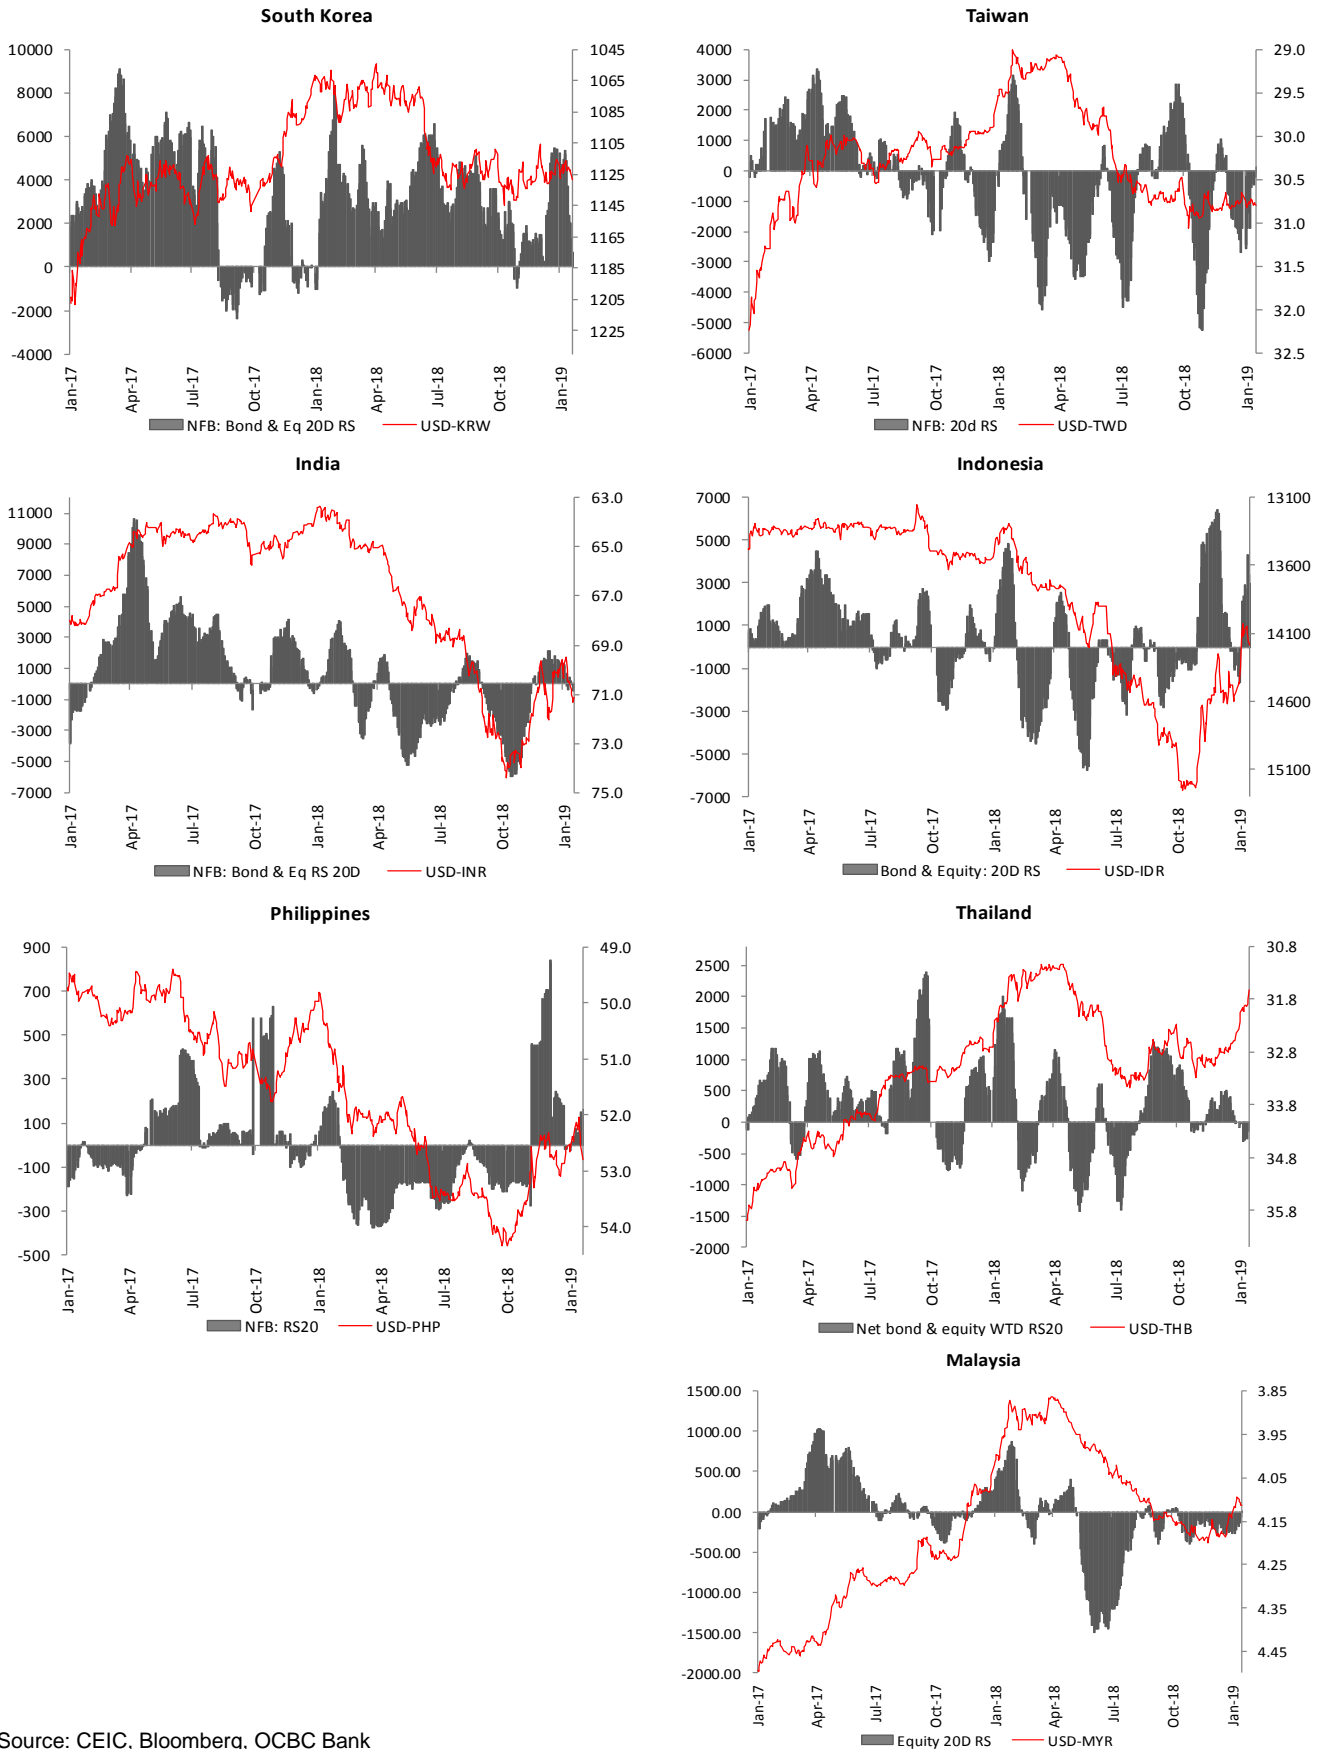 South Korea
10000
8000
6000
4000
2000
0
-2000
-4000
1045
1065
1085
1105
1125
1145
1165
1185
1205
1225
Jan-17
Apr-17
Jul-17
Oct-17
Jan-18
Apr-18
Jul-18
Oct-18
Jan-19
NFB: Bond & Eq 20D RS USD-KRW
Taiwan
4000
3000
2000
1000
0
-1000
-2000
-3000
-4000
-5000
-6000
29.0
29.5
30.0
30.5
31.0
31.5
32.0
32.5
Jan-17
Apr-17
Jul-17
Oct-17
Jan-18
Apr-18
Jul-18
Oct-18
Jan-19
NFB: 20d RS USD-TWD
India
11000
9000
7000
5000
3000
1000
-1000
-3000
-5000
-7000
63.0
65.0
67.0
69.0
71.0
73.0
75.0
Jan-17
Apr-17
Jul-17
Oct-17
Jan-18
Apr-18
Jul-18
Oct-18
Jan-19
NFB: Bond & Eq RS 20D USD-INR
Indonesia
7000
5000
3000
1000
-1000
-3000
-5000
-7000
13100
13600
14100
14600
15100
Jan-17
Apr-17
Jul-17
Oct-17
Jan-18
Apr-18
Jul-18
Oct-18
Jan-19
Bond & Equity: 20D RS USD-IDR
Philippines
900
700
500
300
100
-100
-300
-500
49.0
50.0
51.0
52.0
53.0
54.0
Jan-17
Apr-17
Jul-17
Oct-17
Jan-18
Apr-18
Jul-18
Oct-18
Jan-19
NFB: RS20 USD-PHP
Thailand
2500
2000
1500
1000
500
0
-500
-1000
-1500
-2000
30.8
31.8
32.8
33.8
34.8
35.8
Jan-17
Apr-17
Jul-17
Oct-17
Jan-18
Apr-18
Jul-18
Oct-18
Jan-19
Net bond & equity WTD RS20 USD-THB
Malaysia
1500.00
1000.00
500.00
0.00
-500.00
-1000.00
-1500.00
-2000.00
3.85
3.95
4.05
4.15
4.25
4.35
4.45
Jan-17
Apr-17
Jul-17
Oct-17
Jan-18
Apr-18
Jul-18
Oct-18
Jan-19
Equity 20D RS USD-MYR
Source: CEIC, Bloomberg, OCBC Bank